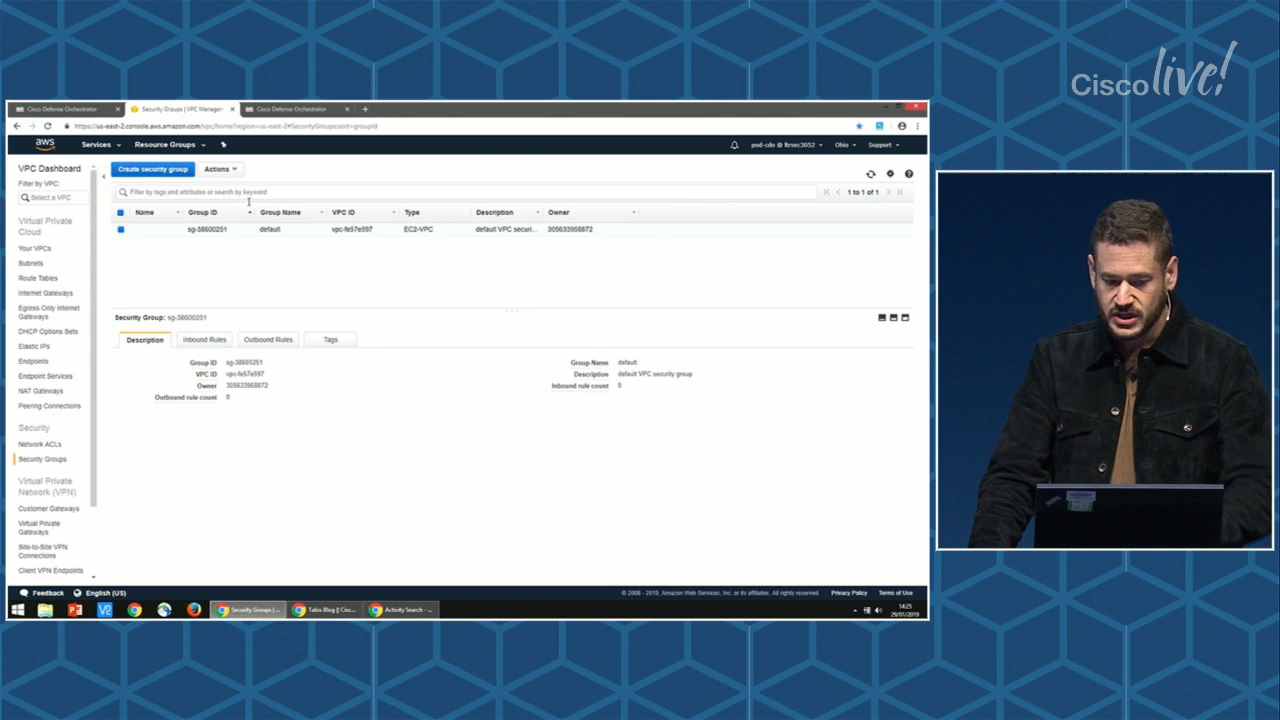 Cisco live!
Cisco Defense Orchestrator
Security Groups | VPC Manager
Cisco Defense Orchestrator
https://us-east-2.console.aws.amazon.com/vpc/home?region=us-east-2#SecurityGroups:sort=groupId
aws
Services
Resource Groups
pod-cdo @ ltrsec3052
Ohio
Support
VPC Dashboard
Filter by VPC:
Select a VPC
Virtual Private
Cloud
Your VPCs
Subnets
Route Tables
Internet Gateways
Egress Only Internet
Gateways
DHCP Options Sets
Elastic IPs
Endpoints
Endpoint Services
NAT Gateways
Peering Connections
Security
Network ACLs
Security Groups
Virtual Private
Network (VPN)
Customer Gateways
Virtual Private
Gateways
Site-to-Site VPN
Connections
Client VPN Endpoints
Create security group
Actions
Filter by tags and attributes or search by keyword
1 to 1 of 1
Name Group ID Group Name VPC ID Type Description Owner
sg-38600251 default vpc-fe57e597 EC2-VPC default VPC securi... 305633958872
Security Group: sg-38600251
Description Inbound Rules Outbound Rules Tags
Group ID sg-38600251 Group Name default
VPC ID vpc-fe57e597 Description default VPC security group
Owner 305633958872 Inbound rule count 0
Outbound rule count 0
Feedback English (US)
© 2008 - 2019, Amazon Web Services, Inc. or its affiliates. All rights reserved. Privacy Policy Terms of Use
Security Groups | ...
Talos Blog || Cisc...
Activity Search - ...
14:25
29/01/2019